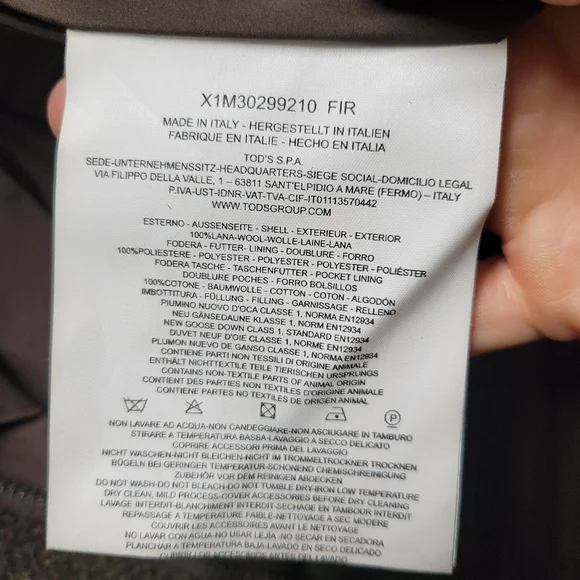 X1M30299210 FIR
MADE IN ITALY - HERGESTELLT IN ITALIEN
FABRIQUE EN ITALIE - HECHO EN ITALIA
TOD'S S.P.A.
SEDE-UNTERNEHMENSSITZ-HEADQUARTERS-SIEGE SOCIAL-DOMICILIO LEGAL
VIA FILIPPO DELLA VALLE, 1 – 63811 SANT'ELPIDIO A MARE (FERMO) – ITALY
P.IVA-UST-IDNR-VAT-TVA-CIF-IT01113570442
WWW.TODSGROUP.COM
ESTERNO - AUSSENSEITE - SHELL - EXTERIEUR - EXTERIOR
100%LANA-WOOL-WOLLE-LAINE-LANA
FODERA - FUTTER- LINING - DOUBLURE - FORRO
100%POLIESTERE - POLYESTER - POLYESTER - POLYESTER - POLIÉSTER
FODERA TASCHE - TASCHENFUTTER - POCKET LINING
DOUBLURE POCHES - FORRO BOLSILLOS
100%COTONE - BAUMWOLLE - COTTON - COTON - ALGODÓN
IMBOTTITURA - FÜLLUNG - FILLING - GARNISSAGE - RELLENO
PIUMINO NUOVO D'OCA CLASSE 1, NORMA EN12934
NEU GÄNSEDAUNE KLASSE 1, NORM EN12934
NEW GOOSE DOWN CLASS 1, STANDARD EN12934
DUVET NEUF D'OIE CLASSE 1, NORME EN12934
PLUMON NUEVO DE GANSO CLASSE 1, NORMA EN12934
CONTIENE PARTI NON TESSILI DI ORIGINE ANIMALE
ENTHÄLT NICHTTEXTILE TEILE TIERISCHEN URSPRUNGS
CONTAINS NON-TEXTILE PARTS OF ANIMAL ORIGIN
CONTIENT DES PARTIES NON TEXTILES D'ORIGINE ANIMALE
CONTIENE PARTES NO TEXTILES DE ORIGEN ANIMAL
P
NON LAVARE AD ACQUA-NON CANDEGGIARE-NON ASCIUGARE IN TAMBURO
STIRARE A TEMPERATURA BASSA-LAVAGGIO A SECCO DELICATO
COPRIRE ACCESSORI PRIMA DEL LAVAGGIO
NICHT WASCHEN-NICHT BLEICHEN-NICHT IM TROMMELTROCKNER TROCKNEN
BÜGELN BEI GERINGER TEMPERATUR-SCHONEND CHEMISCHREINIGUNG
ZUBEHÖR VOR DEM REINIGEN ABDECKEN
DO NOT WASH-DO NOT BLEACH-DO NOT TUMBLE DRY-IRON LOW TEMPERATURE
DRY CLEAN, MILD PROCESS-COVER ACCESSORIES BEFORE DRY CLEANING
LAVAGE INTERDIT-BLANCHIMENT INTERDIT-SECHAGE EN TAMBOUR INTERDIT
REPASSAGE A TEMPERATURE FAIBLE-NETTOYAGE A SEC MODERE
COUVRIR LES ACCESSOIRES AVANT LE NETTOYAGE
NO LAVAR CON AGUA-NO USAR LEJIA-NO SECAR EN TAMBOR
PLANCHAR A TEMPERATURA BAJA-LAVADO EN SECO DELICADO
CUBRIR LOS ACCESORIOS ANTES DEL LAVADO